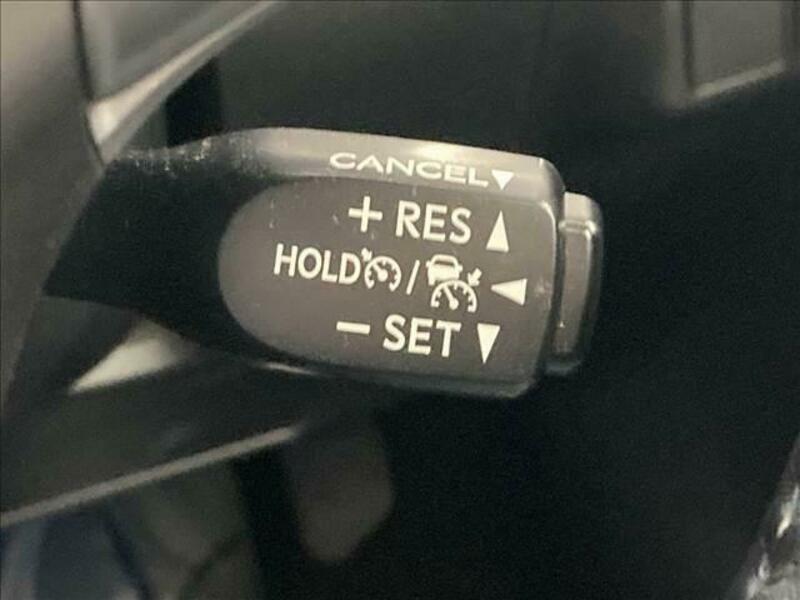 CANCEL▼
+ RES ▲
HOLD / ◀
− SET ▼